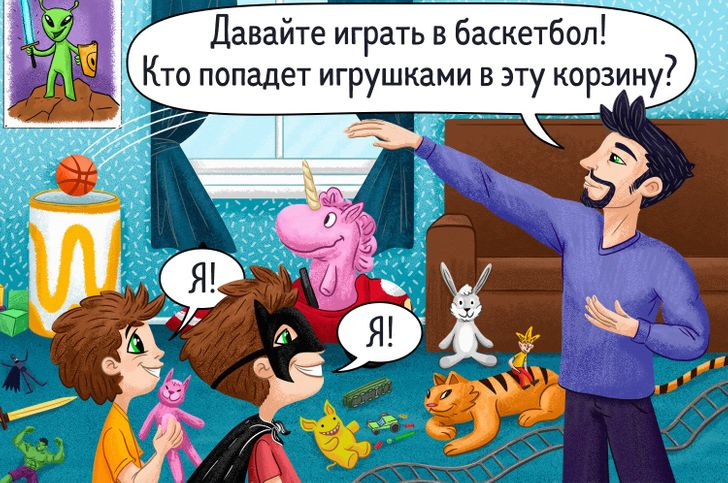 Давайте играть в баскетбол!
Кто попадет игрушками в эту корзину?
Я!
Я!